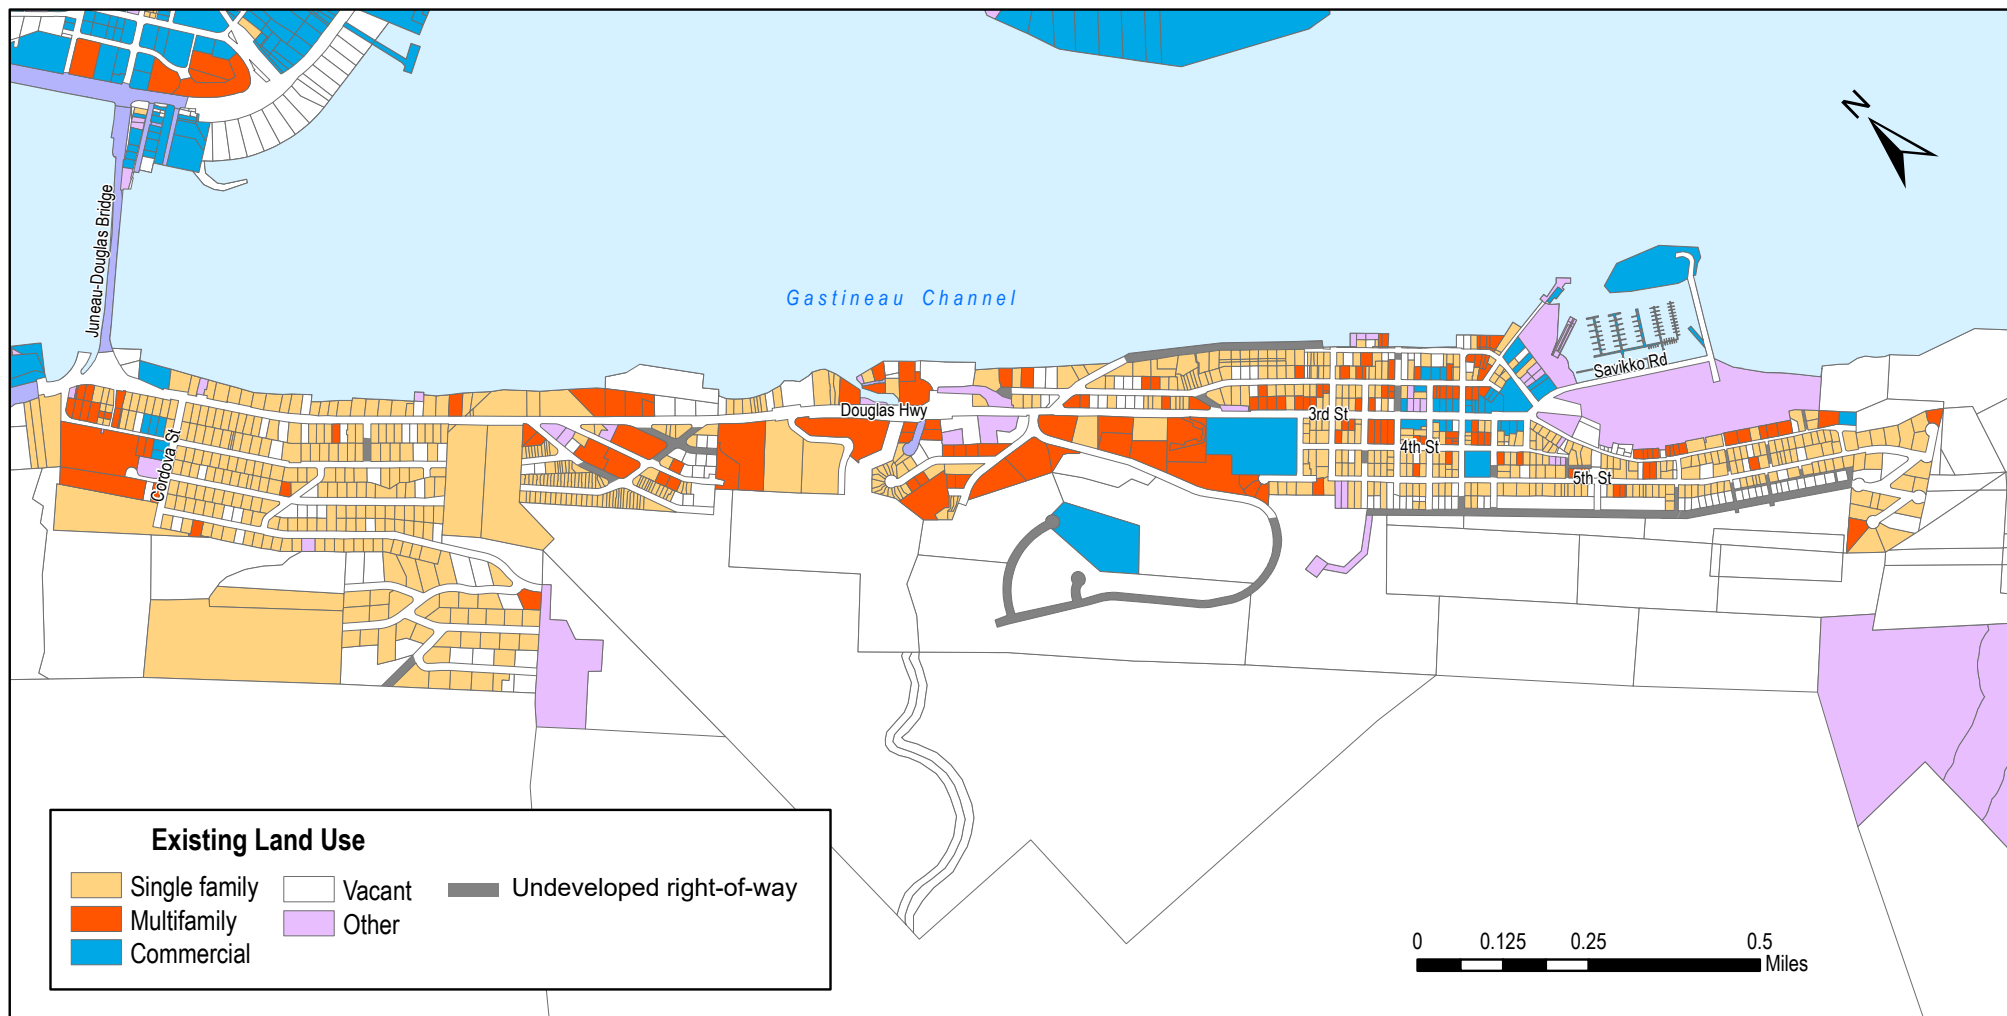 N
Juneau-Douglas Bridge
Gastineau Channel
Savikko Rd
Douglas Hwy
3rd St
4th St
5th St
Cordova St
Existing Land Use
Single family
Multifamily
Commercial
Vacant
Other
Undeveloped right-of-way
0 0.125 0.25 0.5
Miles